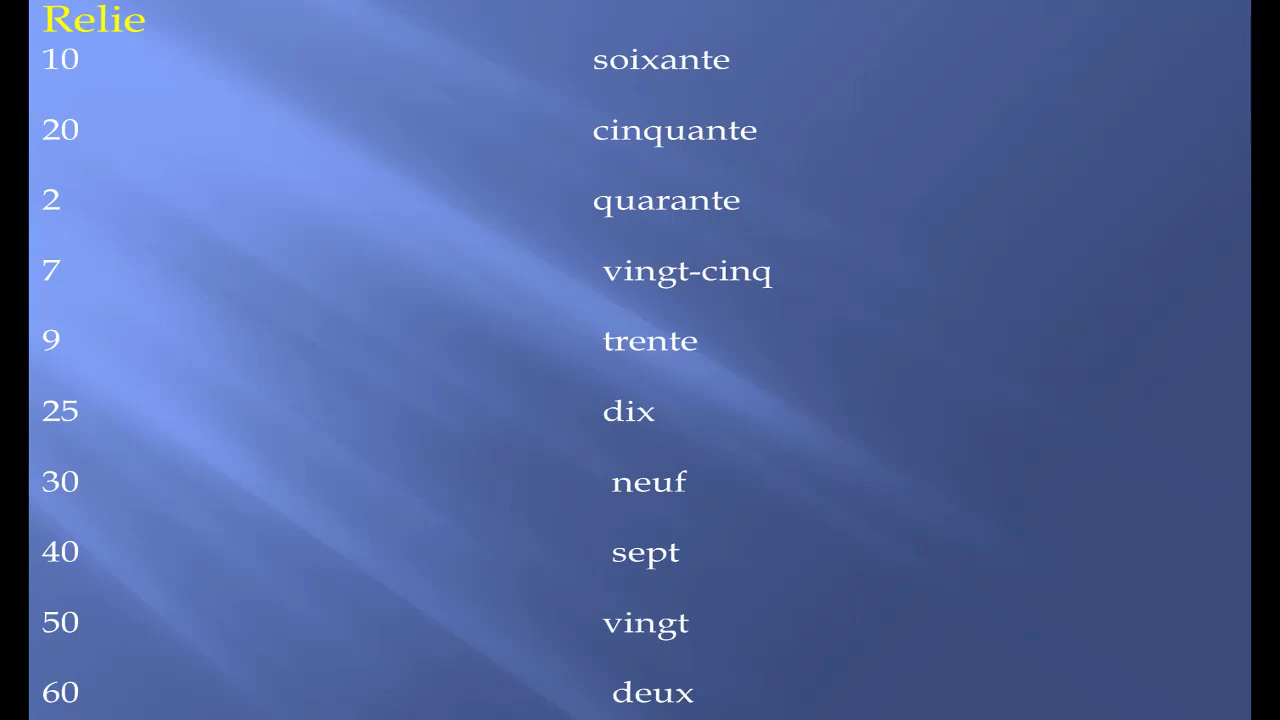 Relie
10 soixante
20 cinquante
2 quarante
7 vingt-cinq
9 trente
25 dix
30 neuf
40 sept
50 vingt
60 deux